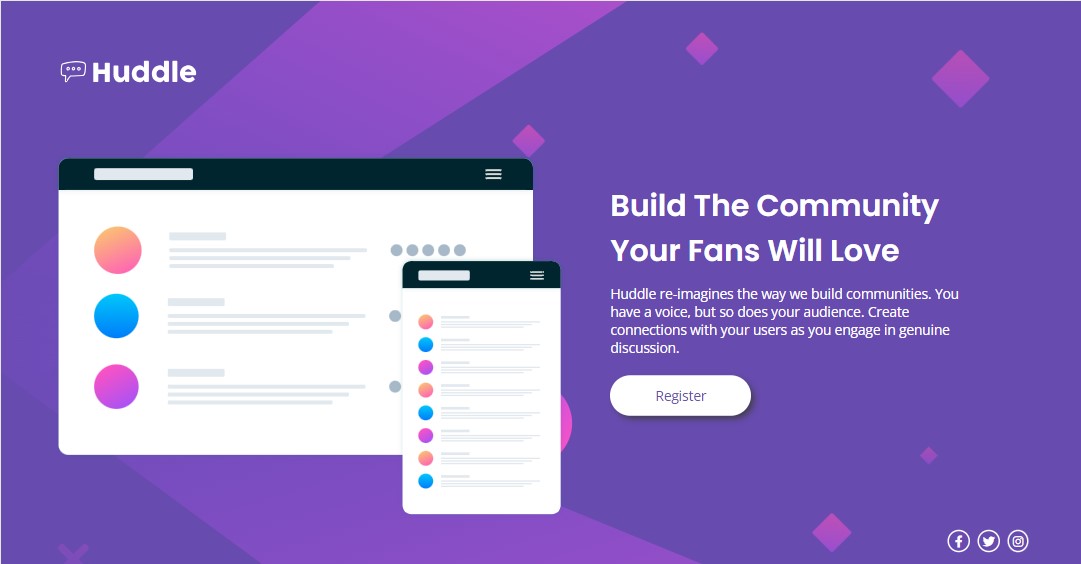 Huddle
Build The Community
Your Fans Will Love
Huddle re-imagines the way we build communities. You
have a voice, but so does your audience. Create
connections with your users as you engage in genuine
discussion.
Register